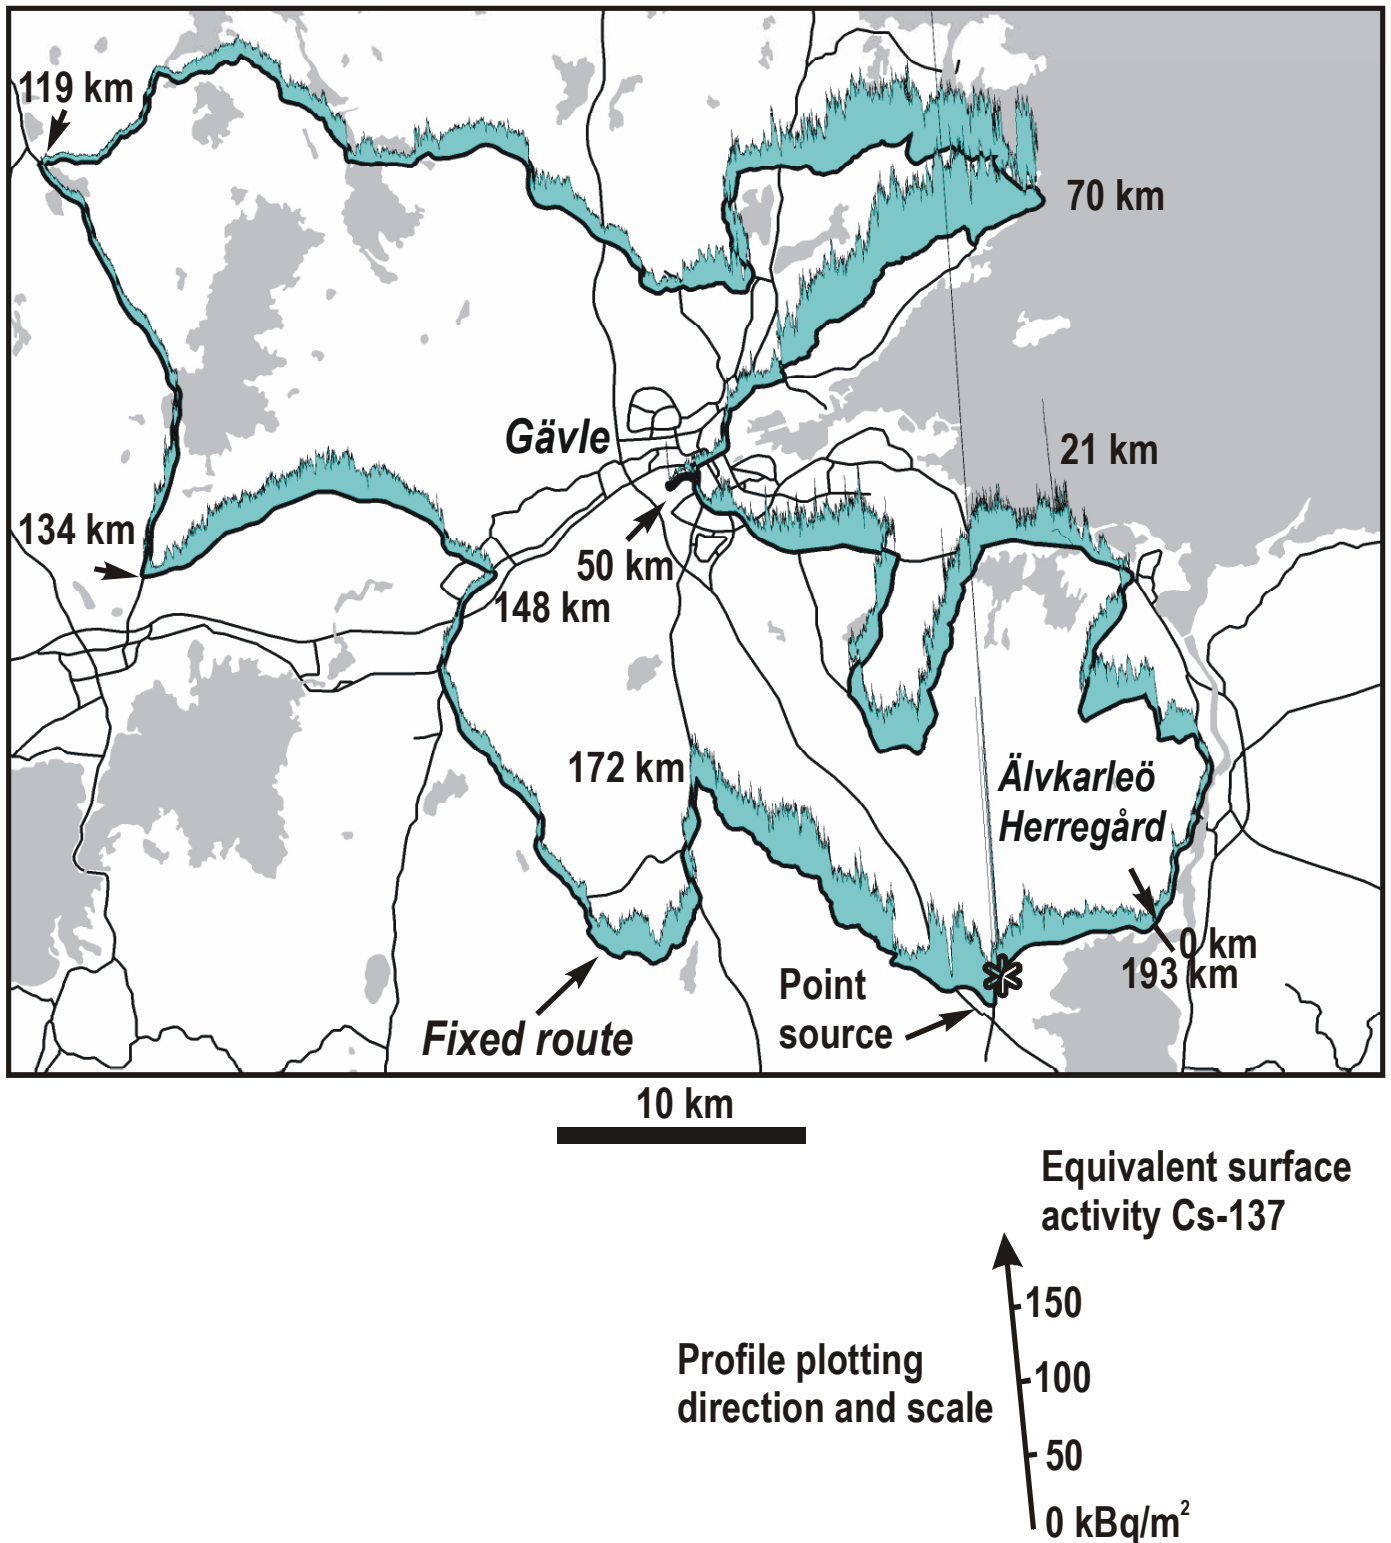 119 km
70 km
Gävle
21 km
134 km
50 km
148 km
172 km
Älvkarleö
Herregård
0 km
193 km
Point
source
Fixed route
10 km
Equivalent surface
activity Cs-137
150
Profile plotting
direction and scale
100
50
0 kBq/m²